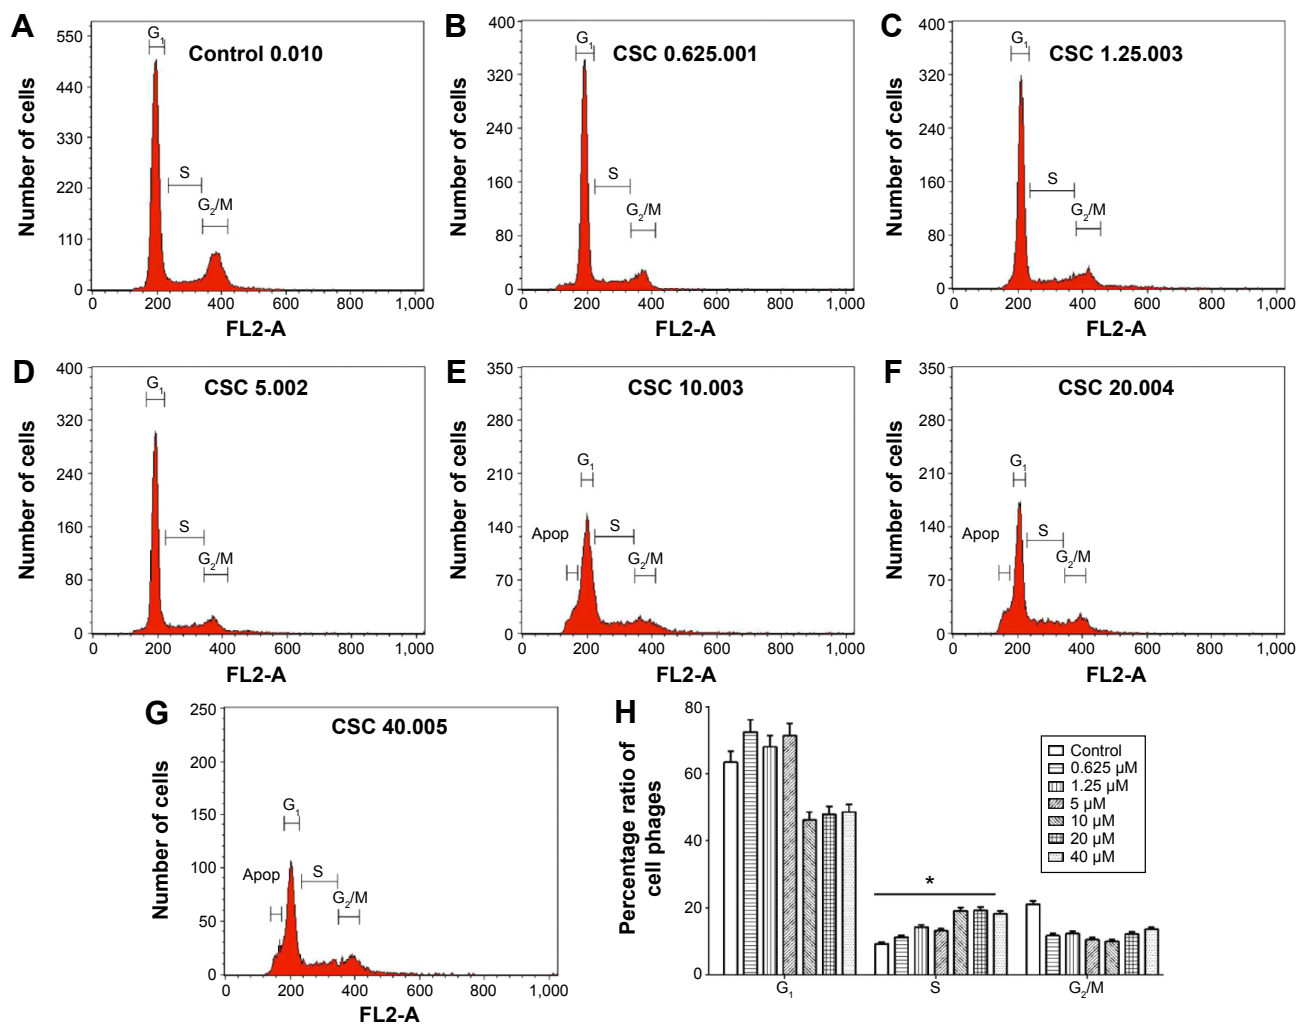 A
Control 0.010
Number of cells
550
440
330
220
110
0
G1
S
G2/M
0 200 400 600 800 1,000
FL2-A
B
CSC 0.625.001
Number of cells
400
320
240
160
80
0
G1
S
G2/M
0 200 400 600 800 1,000
FL2-A
C
CSC 1.25.003
Number of cells
400
320
240
160
80
0
G1
S
G2/M
0 200 400 600 800 1,000
FL2-A
D
CSC 5.002
Number of cells
400
320
240
160
80
0
G1
S
G2/M
0 200 400 600 800 1,000
FL2-A
E
CSC 10.003
Number of cells
350
280
210
140
70
0
G1
Apop
S
G2/M
0 200 400 600 800 1,000
FL2-A
F
CSC 20.004
Number of cells
350
280
210
140
70
0
G1
Apop
S
G2/M
0 200 400 600 800 1,000
FL2-A
G
CSC 40.005
Number of cells
250
200
150
100
50
0
G1
Apop
S
G2/M
0 200 400 600 800 1,000
FL2-A
H
Percentage ratio of
cell phages
80
60
40
20
0
*
G1 S G2/M
Control
0.625 µM
1.25 µM
5 µM
10 µM
20 µM
40 µM